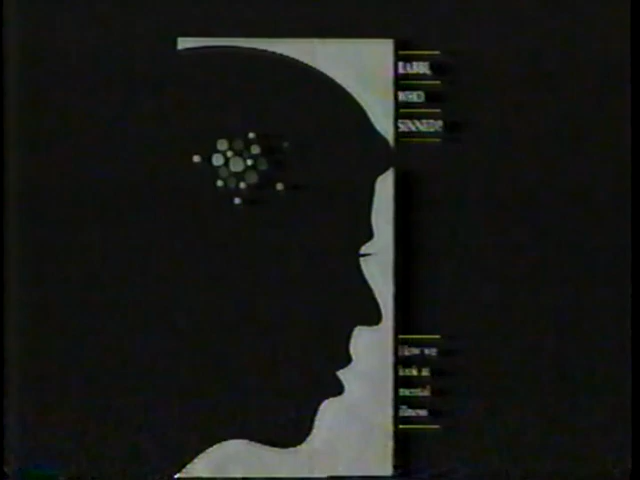 RABBI,
WHO
SINNED?
How we
look at
mental
illness